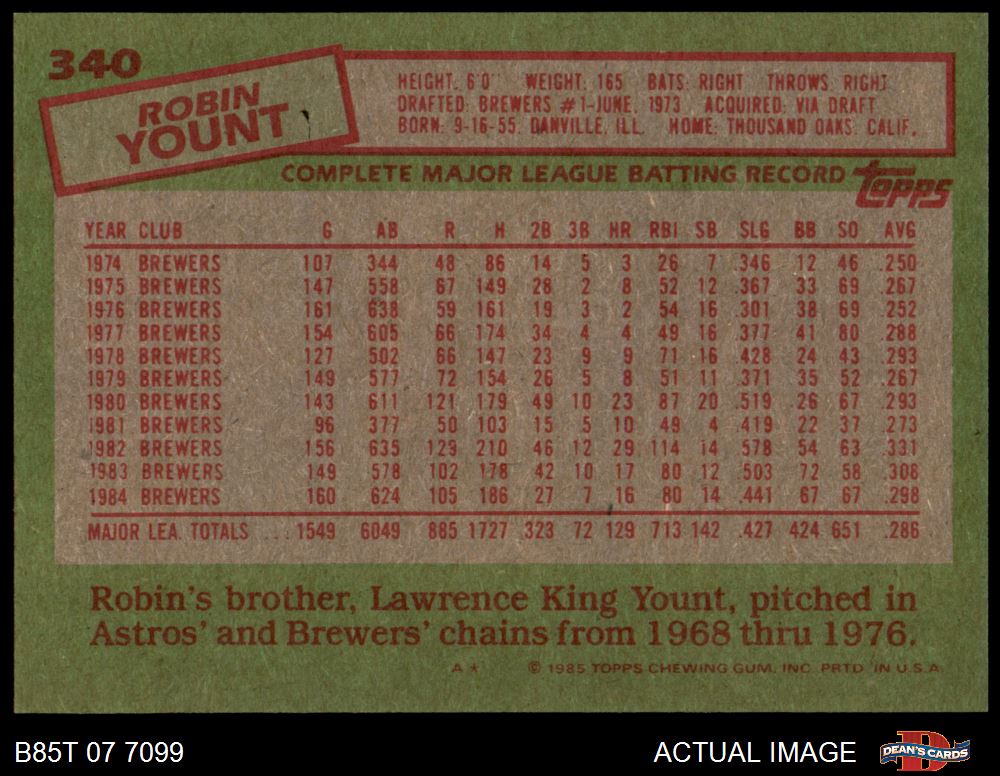 340
ROBIN
YOUNT
HEIGHT: 6'0" WEIGHT: 165 BATS: RIGHT THROWS: RIGHT
DRAFTED: BREWERS #1-JUNE, 1973 ACQUIRED: VIA DRAFT
BORN: 9-16-55, DANVILLE, ILL. HOME: THOUSAND OAKS, CALIF.
COMPLETE MAJOR LEAGUE BATTING RECORD
topps
YEAR CLUB G AB R H 2B 3B HR RBI SB SLG BB SO AVG
1974 BREWERS 107 344 48 86 14 5 3 26 7 .346 12 46 .250
1975 BREWERS 147 558 67 149 28 2 8 52 12 .367 33 69 .267
1976 BREWERS 161 638 59 161 19 3 2 54 16 .301 38 69 .252
1977 BREWERS 154 605 66 174 34 4 4 49 16 .377 41 80 .288
1978 BREWERS 127 502 66 147 23 9 9 71 16 .428 24 43 .293
1979 BREWERS 149 577 72 154 26 5 8 51 11 .371 35 52 .267
1980 BREWERS 143 611 121 179 49 10 23 87 20 .519 26 67 .293
1981 BREWERS 96 377 50 103 15 5 10 49 4 .419 22 37 .273
1982 BREWERS 156 635 129 210 46 12 29 114 14 .578 54 63 .331
1983 BREWERS 149 578 102 178 42 10 17 80 12 .503 72 58 .308
1984 BREWERS 160 624 105 186 27 7 16 80 14 .441 67 67 .298
MAJOR LEA. TOTALS ... 1549 6049 885 1727 323 72 129 713 142 .427 424 651 .286
Robin's brother, Lawrence King Yount, pitched in
Astros' and Brewers' chains from 1968 thru 1976.
A ★ © 1985 TOPPS CHEWING GUM, INC. PRTD. IN U.S.A.
B85T 07 7099 ACTUAL IMAGE DEAN'S CARDS